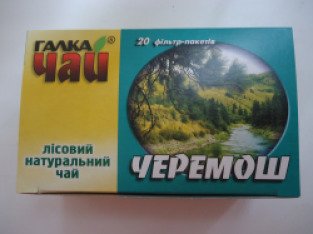 ГАЛКА®
ЧАЙ
20 фільтр-пакетів
лісовий
натуральний
чай
ЧЕРЕМОШ